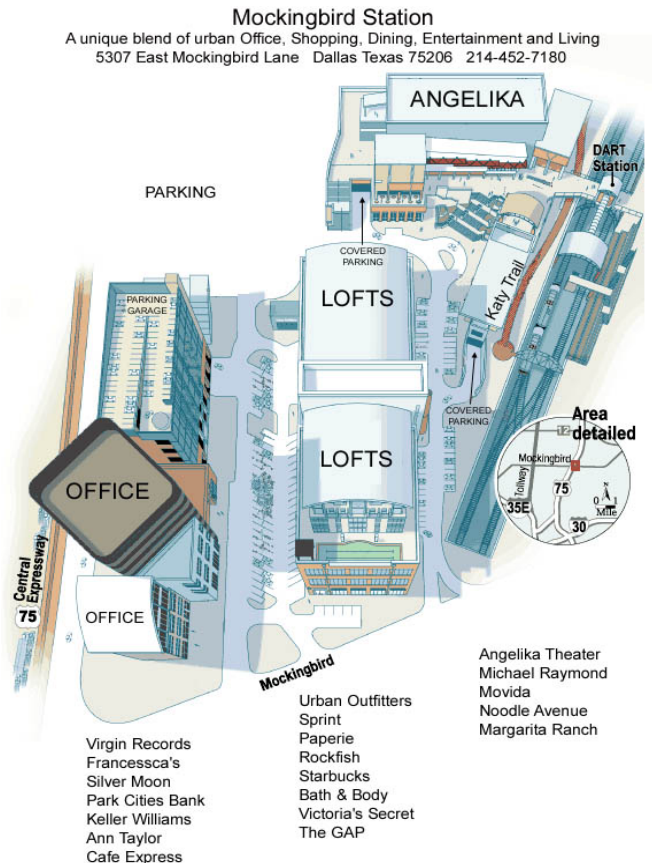 Mockingbird Station
A unique blend of urban Office, Shopping, Dining, Entertainment and Living
5307 East Mockingbird Lane   Dallas Texas 75206   214-452-7180
ANGELIKA
DART
Station
PARKING
COVERED
PARKING
PARKING
GARAGE
LOFTS
Katy Trail
COVERED
PARKING
Area
detailed
12
Mockingbird
Tollway
75
N
0 1
Mile
35E
30
LOFTS
OFFICE
Central
Expressway
75
OFFICE
Mockingbird
Virgin Records
Francessca's
Silver Moon
Park Cities Bank
Keller Williams
Ann Taylor
Cafe Express
Urban Outfitters
Sprint
Paperie
Rockfish
Starbucks
Bath & Body
Victoria's Secret
The GAP
Angelika Theater
Michael Raymond
Movida
Noodle Avenue
Margarita Ranch